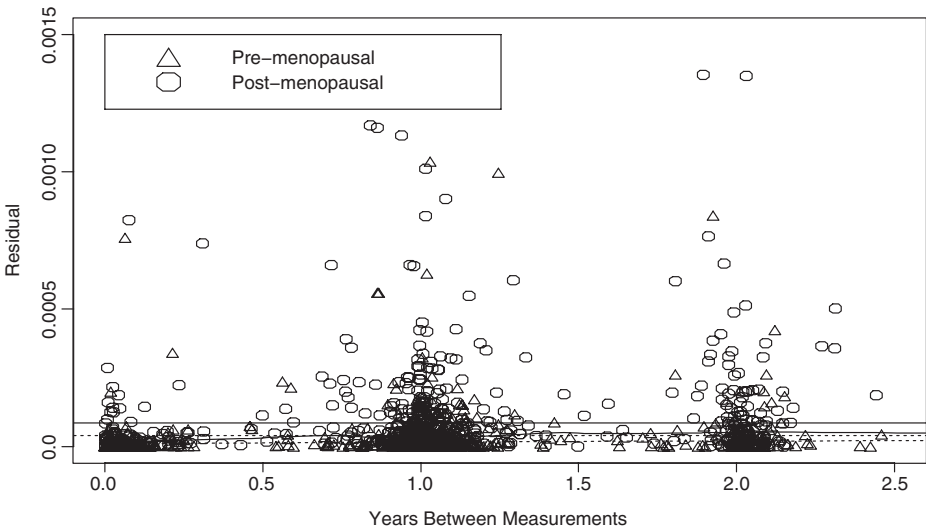 0.0015
Pre-menopausal
Post-menopausal
0.0010
Residual
0.0005
0.0
0.0 0.5 1.0 1.5 2.0 2.5
Years Between Measurements